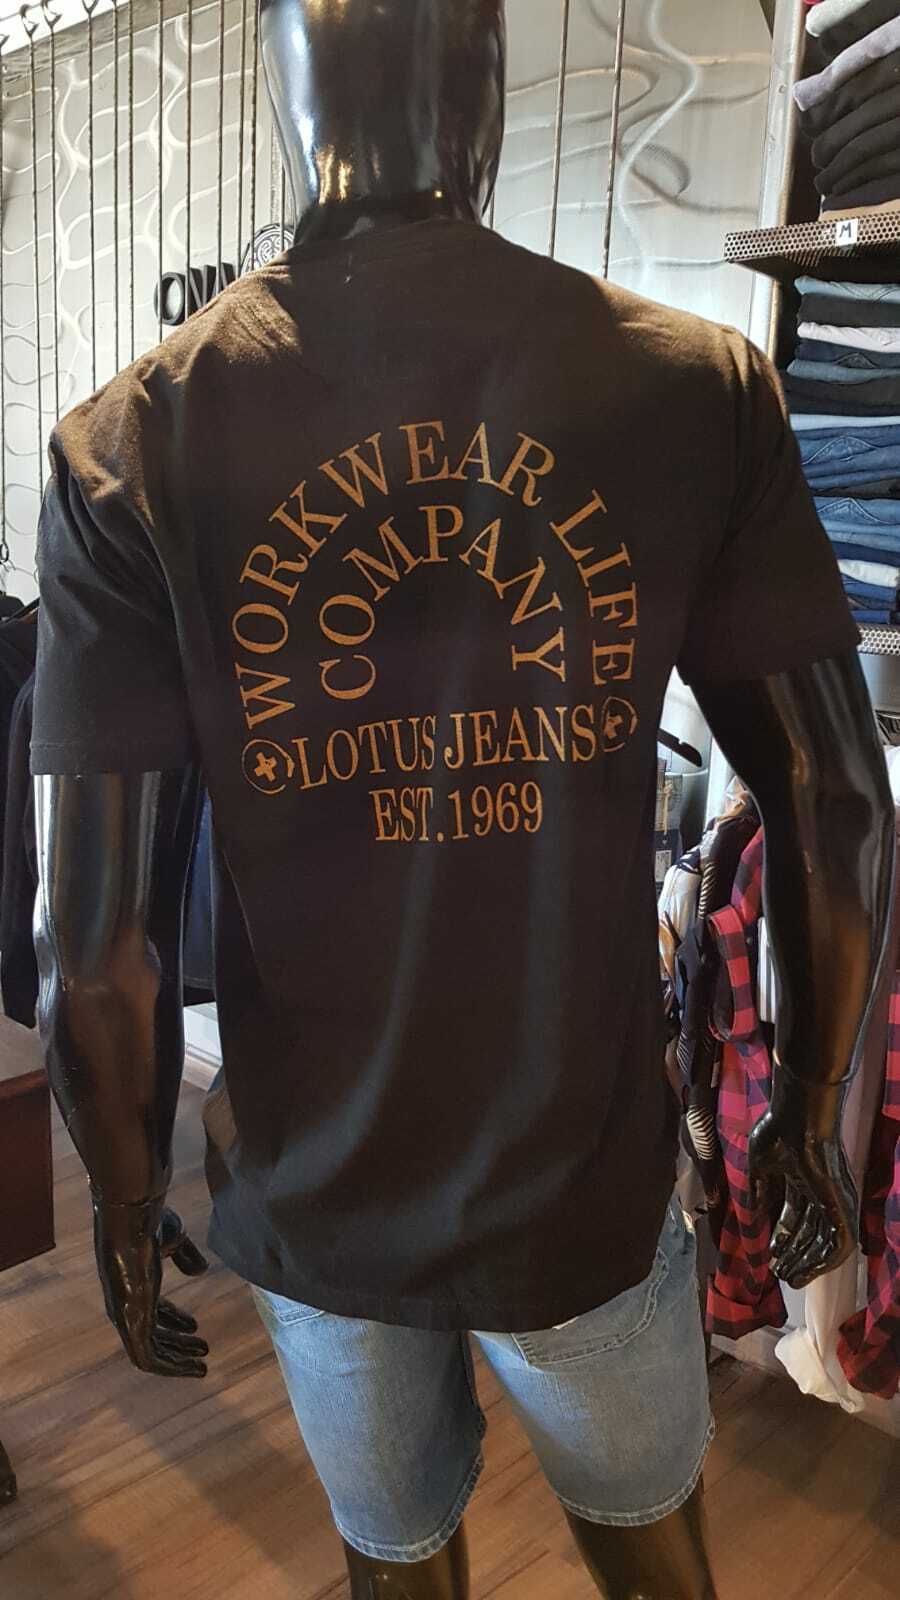 WORKWEAR LIFE
COMPANY
LOTUS JEANS
EST. 1969
M